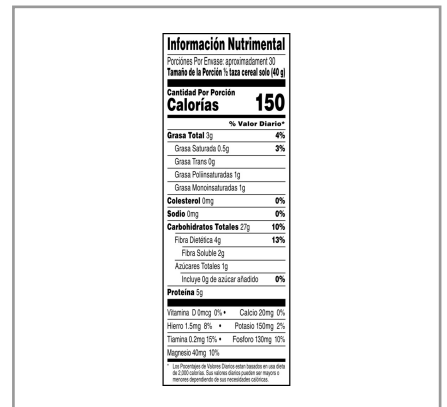 Información Nutrimental
Porciónes Por Envase: aproximadament 30
Tamaño de la Porción ½ taza cereal solo (40 g)
Cantidad Por Porción
Calorías 150
% Valor Diario*
Grasa Total 3g 4%
Grasa Saturada 0.5g 3%
Grasa Trans 0g
Grasa Poliinsaturadas 1g
Grasa Monoinsaturadas 1g
Colesterol 0mg 0%
Sodio 0mg 0%
Carbohidratos Totales 27g 10%
Fibra Dietética 4g 13%
Fibra Soluble 2g
Azúcares Totales 1g
Incluye 0g de azúcar añadido 0%
Proteína 5g
Vitamina D 0mcg 0% • Calcio 20mg 0%
Hierro 1.5mg 8% • Potasio 150mg 2%
Tiamina 0.2mg 15% • Fosforo 130mg 10%
Magnesio 40mg 10%
* Los Pocentajes de Valores Diarios estan basados en usa dieta
de 2,000 calorías. Sus valores diarios pueden ser mayores o
menores dependiendo de sus necesidades calóricas.